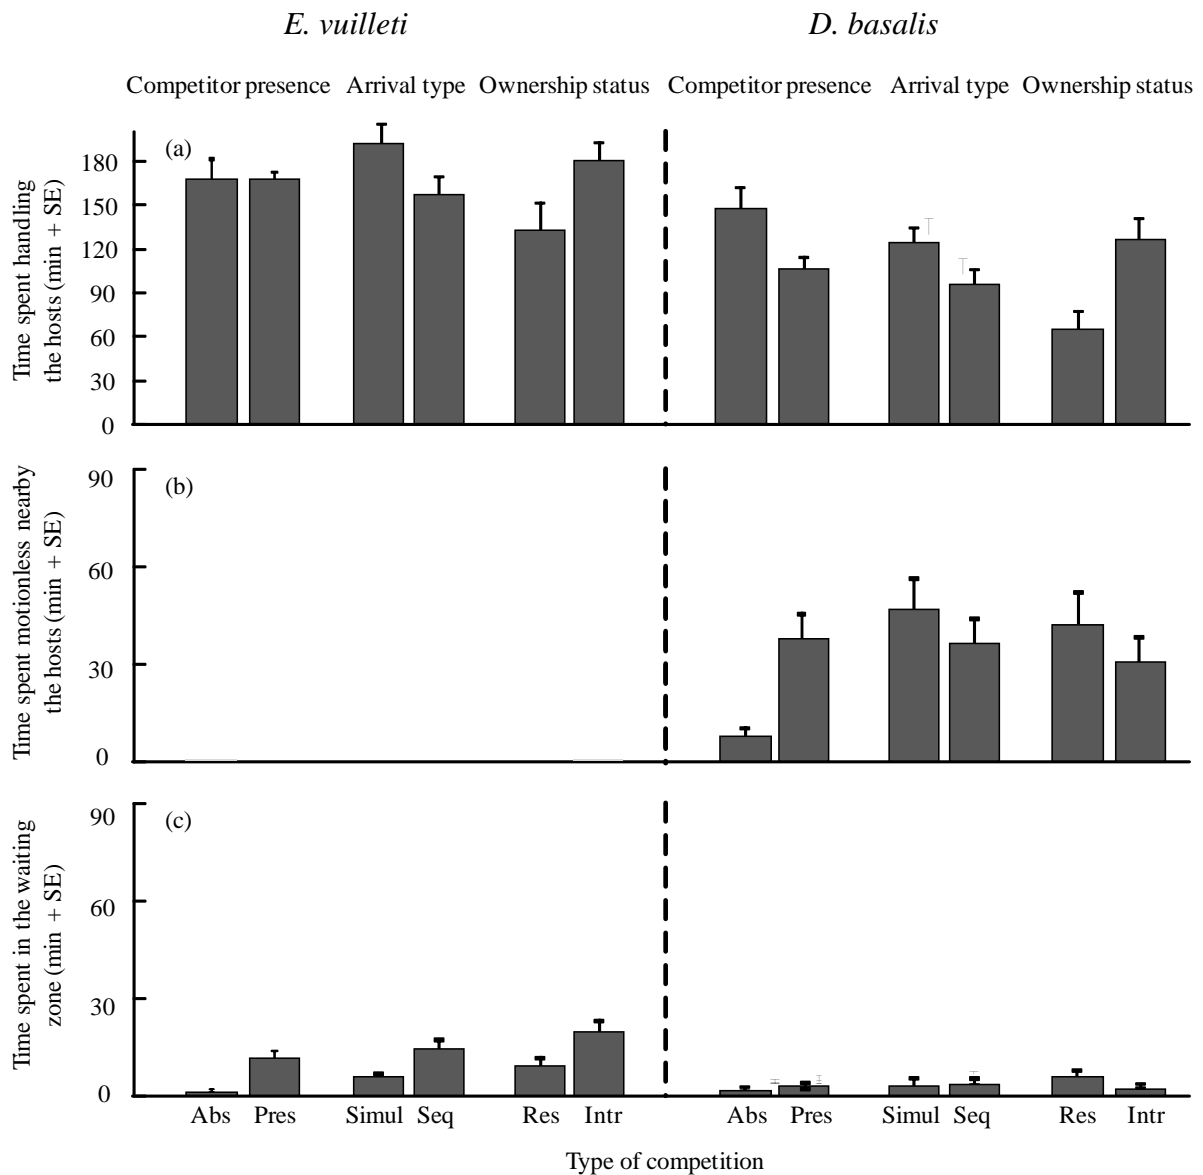 E. vuilleti D. basalis
Competitor presence Arrival type Ownership status Competitor presence Arrival type Ownership status
(a)
Time spent handling
the hosts (min + SE)
180
150
120
90
60
30
0
(b)
Time spent motionless nearby
the hosts (min + SE)
90
60
30
0
(c)
Time spent in the waiting
zone (min + SE)
90
60
30
0
Abs Pres Simul Seq Res Intr Abs Pres Simul Seq Res Intr
Type of competition